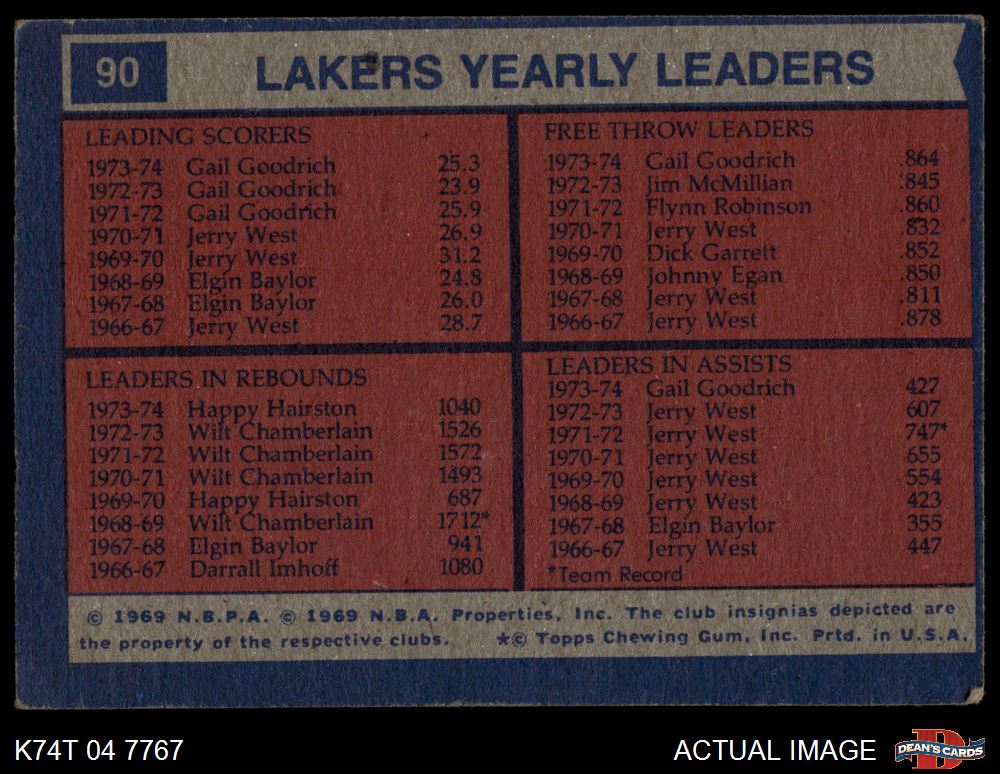 90 LAKERS YEARLY LEADERS
LEADING SCORERS
1973-74 Gail Goodrich 25.3
1972-73 Gail Goodrich 23.9
1971-72 Gail Goodrich 25.9
1970-71 Jerry West 26.9
1969-70 Jerry West 31.2
1968-69 Elgin Baylor 24.8
1967-68 Elgin Baylor 26.0
1966-67 Jerry West 28.7
FREE THROW LEADERS
1973-74 Gail Goodrich .864
1972-73 Jim McMillian .845
1971-72 Flynn Robinson .860
1970-71 Jerry West .832
1969-70 Dick Garrett .852
1968-69 Johnny Egan .850
1967-68 Jerry West .811
1966-67 Jerry West .878
LEADERS IN REBOUNDS
1973-74 Happy Hairston 1040
1972-73 Wilt Chamberlain 1526
1971-72 Wilt Chamberlain 1572
1970-71 Wilt Chamberlain 1493
1969-70 Happy Hairston 687
1968-69 Wilt Chamberlain 1712*
1967-68 Elgin Baylor 941
1966-67 Darrall Imhoff 1080
LEADERS IN ASSISTS
1973-74 Gail Goodrich 427
1972-73 Jerry West 607
1971-72 Jerry West 747*
1970-71 Jerry West 655
1969-70 Jerry West 554
1968-69 Jerry West 423
1967-68 Elgin Baylor 355
1966-67 Jerry West 447
*Team Record
© 1969 N.B.P.A. © 1969 N.B.A. Properties, Inc. The club insignias depicted are
the property of the respective clubs. *© Topps Chewing Gum, Inc. Prtd. in U.S.A.
K74T 04 7767 ACTUAL IMAGE DEAN'S CARDS